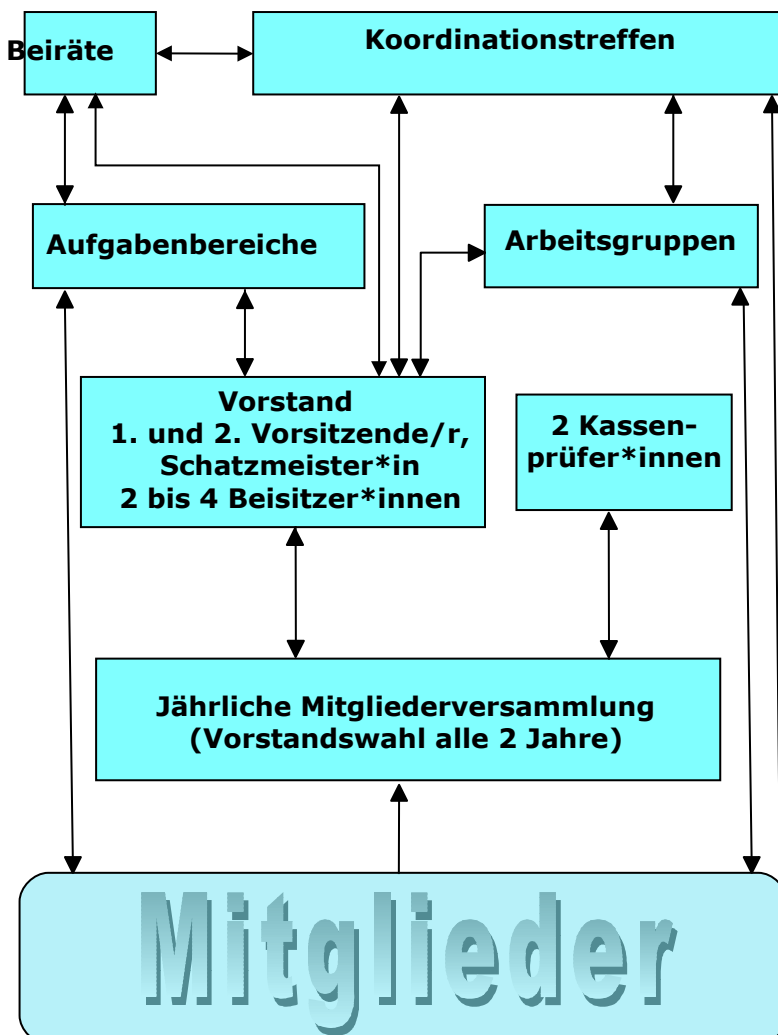 Beiräte
Koordinationstreffen
Aufgabenbereiche
Arbeitsgruppen
Vorstand
1. und 2. Vorsitzende/r,
Schatzmeister*in
2 bis 4 Beisitzer*innen
2 Kassen-
prüfer*innen
Jährliche Mitgliederversammlung
(Vorstandswahl alle 2 Jahre)
Mitglieder